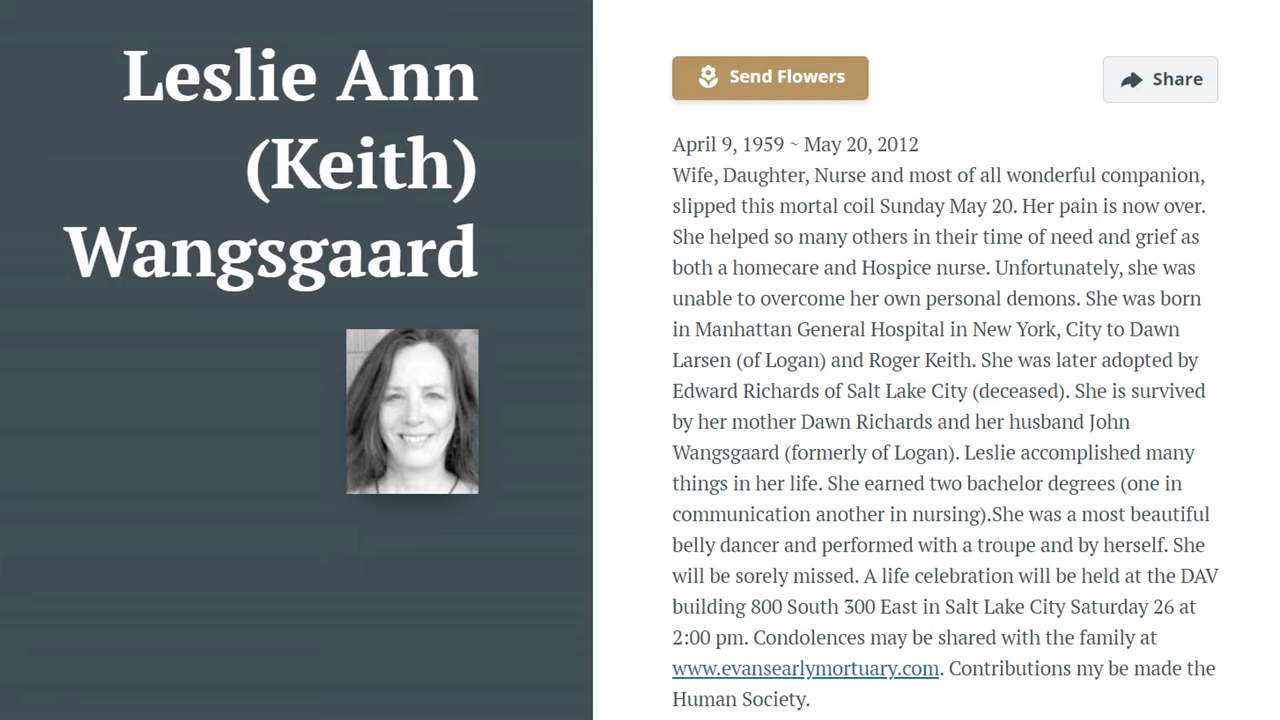 Leslie Ann
(Keith)
Wangsgaard
Send Flowers
Share
April 9, 1959 ~ May 20, 2012
Wife, Daughter, Nurse and most of all wonderful companion,
slipped this mortal coil Sunday May 20. Her pain is now over.
She helped so many others in their time of need and grief as
both a homecare and Hospice nurse. Unfortunately, she was
unable to overcome her own personal demons. She was born
in Manhattan General Hospital in New York, City to Dawn
Larsen (of Logan) and Roger Keith. She was later adopted by
Edward Richards of Salt Lake City (deceased). She is survived
by her mother Dawn Richards and her husband John
Wangsgaard (formerly of Logan). Leslie accomplished many
things in her life. She earned two bachelor degrees (one in
communication another in nursing).She was a most beautiful
belly dancer and performed with a troupe and by herself. She
will be sorely missed. A life celebration will be held at the DAV
building 800 South 300 East in Salt Lake City Saturday 26 at
2:00 pm. Condolences may be shared with the family at
www.evansearlymortuary.com. Contributions my be made the
Human Society.